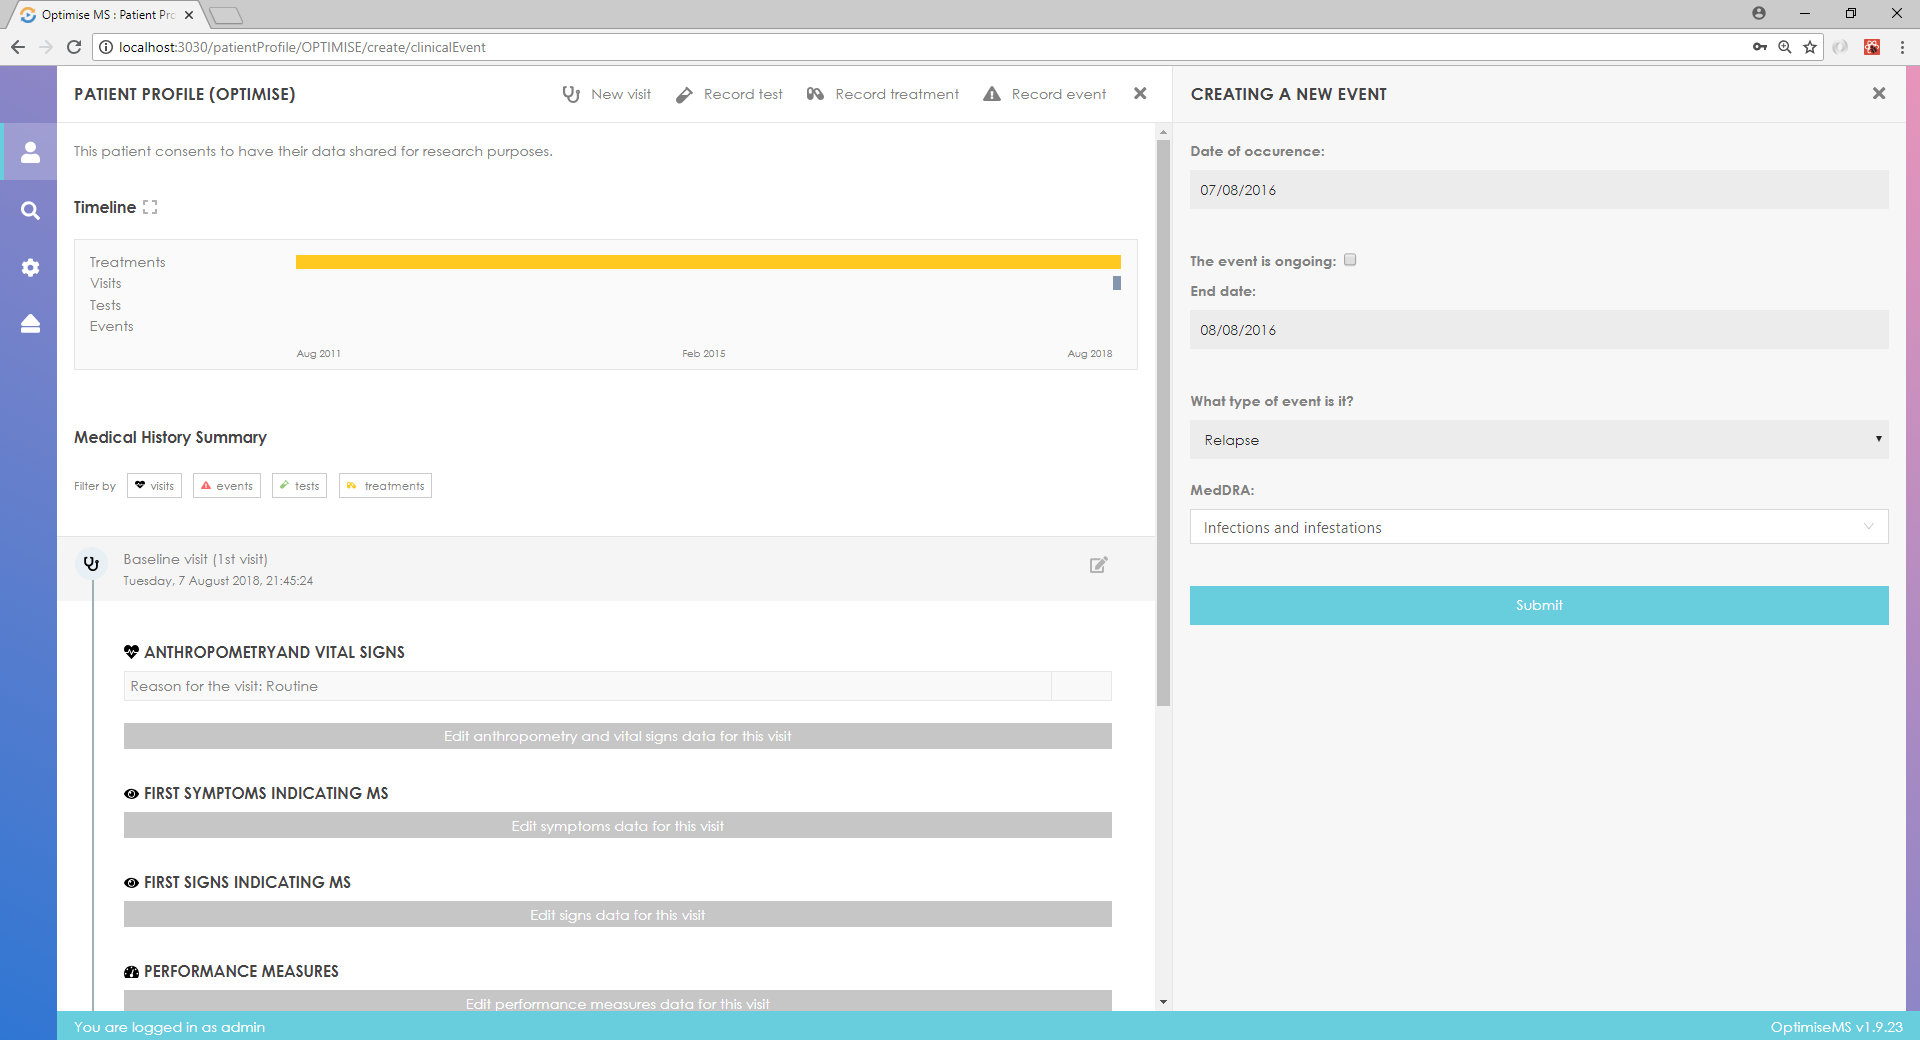 Optimise MS : Patient Pro
localhost:3030/patientProfile/OPTIMISE/create/clinicalEvent
PATIENT PROFILE (OPTIMISE)
New visit
Record test
Record treatment
Record event
This patient consents to have their data shared for research purposes.
Timeline
Treatments
Visits
Tests
Events
Aug 2011
Feb 2015
Aug 2018
Medical History Summary
Filter by
visits
events
tests
treatments
Baseline visit (1st visit)
Tuesday, 7 August 2018, 21:45:24
ANTHROPOMETRYAND VITAL SIGNS
Reason for the visit: Routine
Edit anthropometry and vital signs data for this visit
FIRST SYMPTOMS INDICATING MS
Edit symptoms data for this visit
FIRST SIGNS INDICATING MS
Edit signs data for this visit
PERFORMANCE MEASURES
Edit performance measures data for this visit
CREATING A NEW EVENT
Date of occurence:
07/08/2016
The event is ongoing:
End date:
08/08/2016
What type of event is it?
Relapse
MedDRA:
Infections and infestations
Submit
You are logged in as admin
OptimiseMS v1.9.23